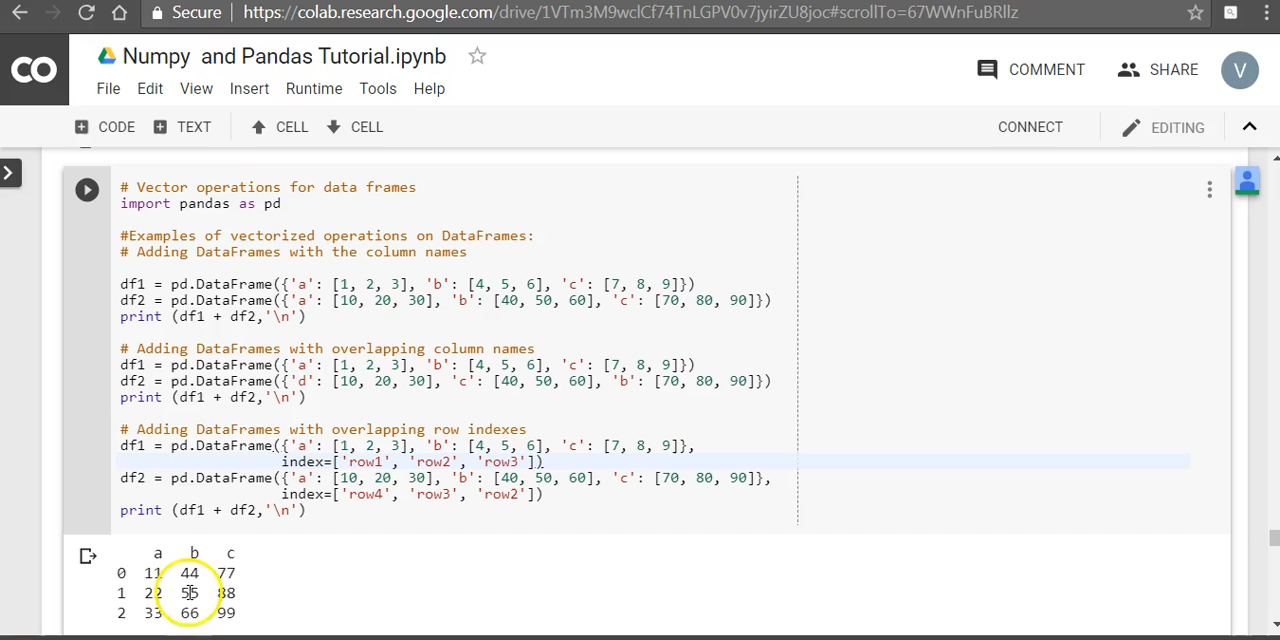 Secure https://colab.research.google.com/drive/1VTm3M9wclCf74TnLGPV0v7jyirZU8joc#scrollTo=67WWnFuBRllz
CO Numpy and Pandas Tutorial.ipynb
COMMENT SHARE V
File Edit View Insert Runtime Tools Help
CODE TEXT CELL CELL CONNECT EDITING
# Vector operations for data frames
import pandas as pd
#Examples of vectorized operations on DataFrames:
# Adding DataFrames with the column names
df1 = pd.DataFrame({'a': [1, 2, 3], 'b': [4, 5, 6], 'c': [7, 8, 9]})
df2 = pd.DataFrame({'a': [10, 20, 30], 'b': [40, 50, 60], 'c': [70, 80, 90]})
print (df1 + df2,'\n')
# Adding DataFrames with overlapping column names
df1 = pd.DataFrame({'a': [1, 2, 3], 'b': [4, 5, 6], 'c': [7, 8, 9]})
df2 = pd.DataFrame({'d': [10, 20, 30], 'c': [40, 50, 60], 'b': [70, 80, 90]})
print (df1 + df2,'\n')
# Adding DataFrames with overlapping row indexes
df1 = pd.DataFrame({'a': [1, 2, 3], 'b': [4, 5, 6], 'c': [7, 8, 9]},
index=['row1', 'row2', 'row3'])
df2 = pd.DataFrame({'a': [10, 20, 30], 'b': [40, 50, 60], 'c': [70, 80, 90]},
index=['row4', 'row3', 'row2'])
print (df1 + df2,'\n')
a b c
0 11 44 77
1 22 55 88
2 33 66 99